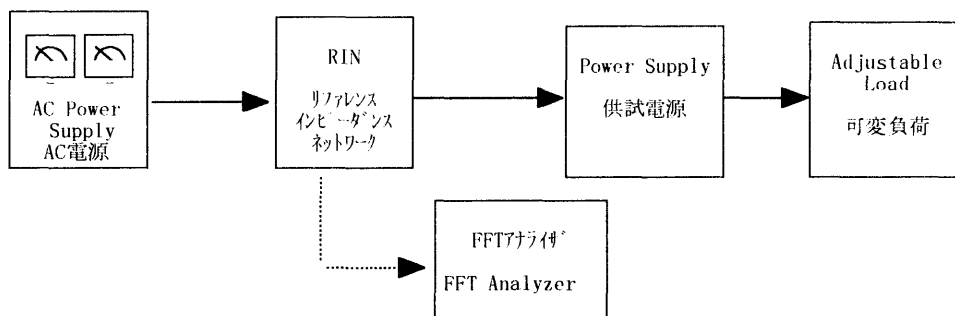 AC Power
Supply
AC電源
RIN
リファレンス
インピーダンス
ネットワーク
Power Supply
供試電源
Adjustable
Load
可変負荷
FFTアナライザ
FFT Analyzer